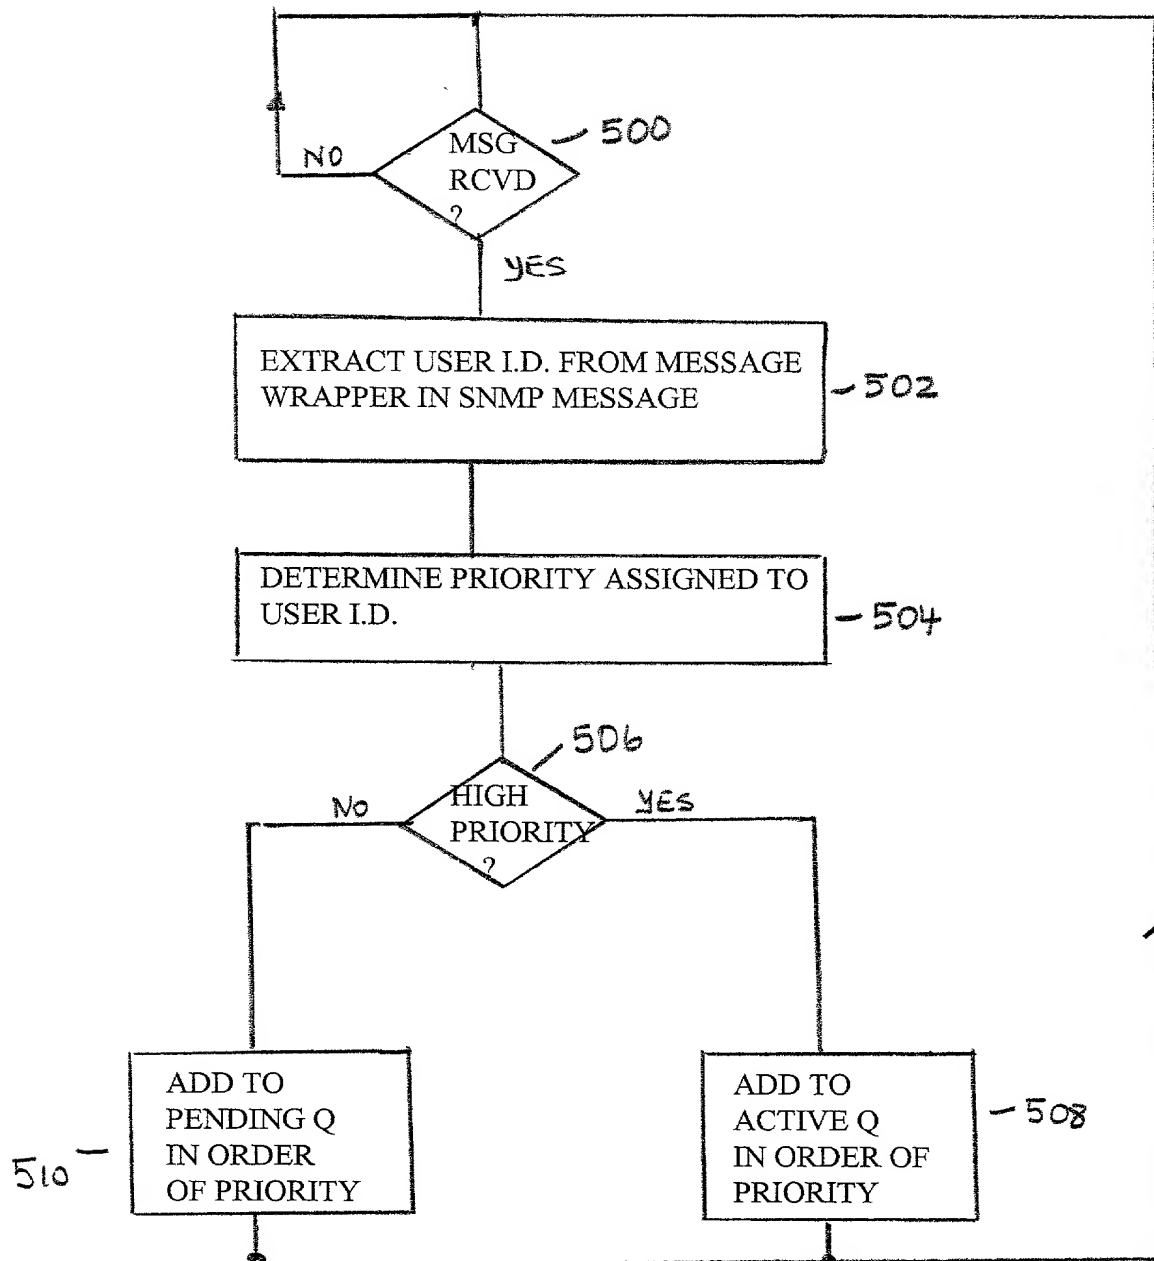 MSG
RCVD
?
500
NO
YES
EXTRACT USER I.D. FROM MESSAGE
WRAPPER IN SNMP MESSAGE
502
DETERMINE PRIORITY ASSIGNED TO
USER I.D.
504
506
NO
HIGH
PRIORITY
?
YES
ADD TO
PENDING Q
IN ORDER
OF PRIORITY
510
ADD TO
ACTIVE Q
IN ORDER OF
PRIORITY
508